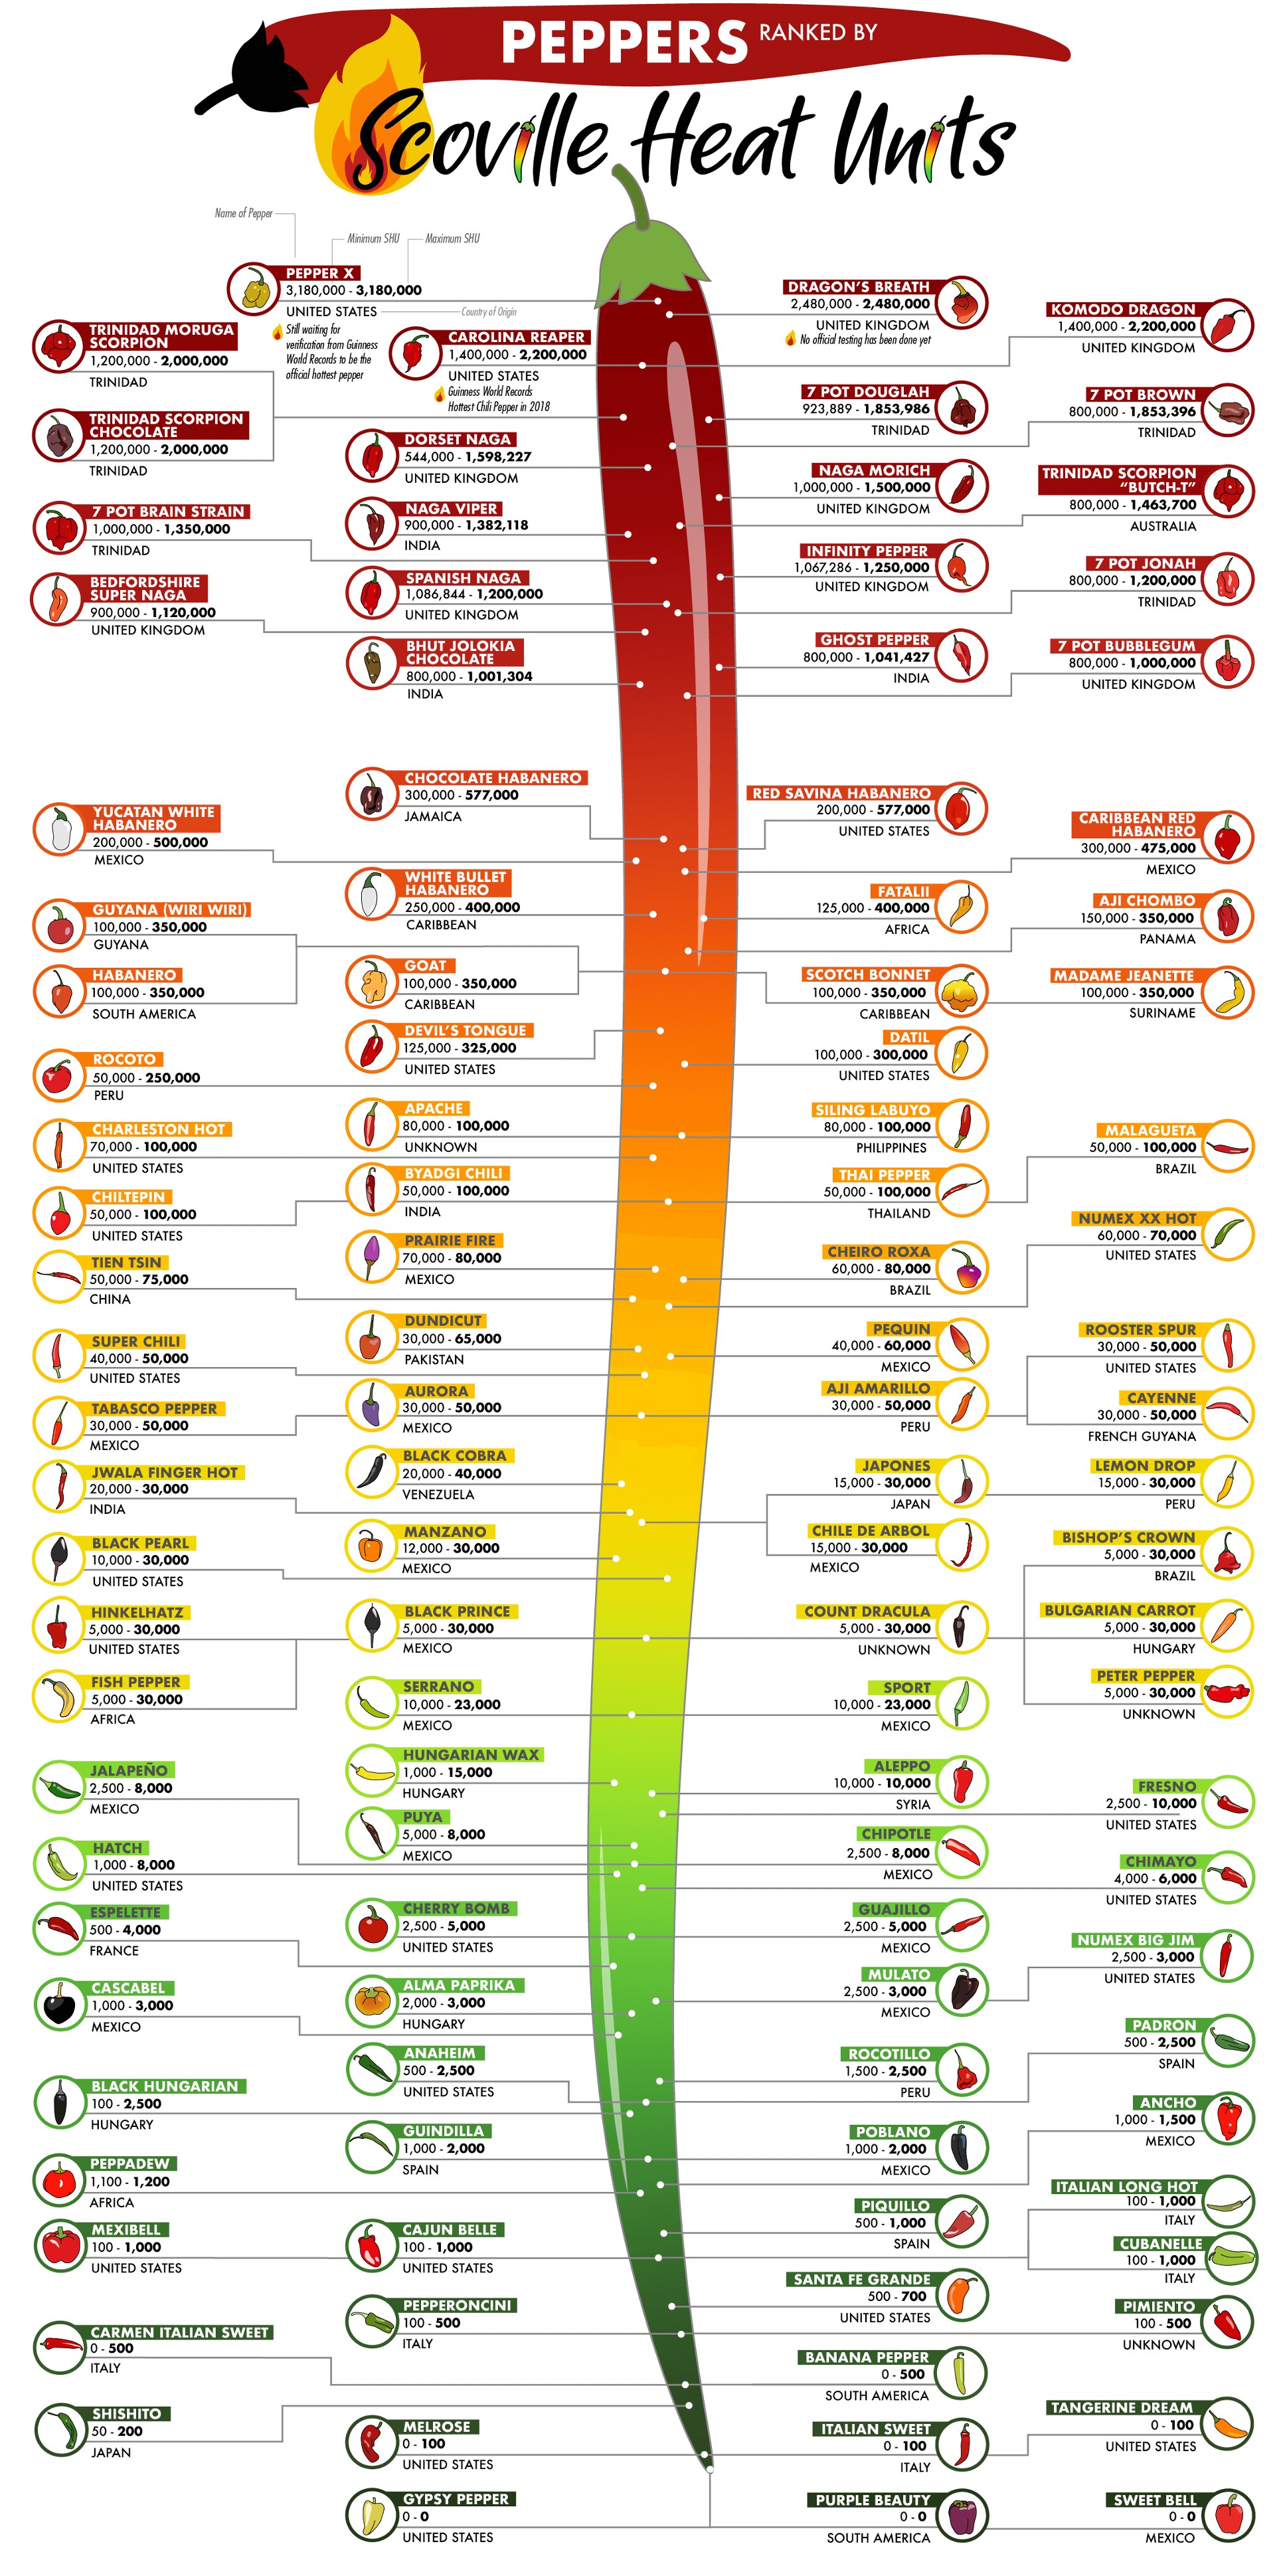 PEPPERS RANKED BY
Scoville Heat Units
Name of Pepper
Minimum SHU
Maximum SHU
PEPPER X
3,180,000 - 3,180,000
UNITED STATES
Country of Origin
Still waiting for
verification from Guinness
World Records to be the
official hottest pepper
DRAGON'S BREATH
2,480,000 - 2,480,000
UNITED KINGDOM
No official testing has been done yet
KOMODO DRAGON
1,400,000 - 2,200,000
UNITED KINGDOM
TRINIDAD MORUGA
SCORPION
1,200,000 - 2,000,000
TRINIDAD
CAROLINA REAPER
1,400,000 - 2,200,000
UNITED STATES
Guinness World Records
Hottest Chili Pepper in 2018
7 POT DOUGLAH
923,889 - 1,853,986
TRINIDAD
7 POT BROWN
800,000 - 1,853,396
TRINIDAD
TRINIDAD SCORPION
CHOCOLATE
1,200,000 - 2,000,000
TRINIDAD
DORSET NAGA
544,000 - 1,598,227
UNITED KINGDOM
NAGA MORICH
1,000,000 - 1,500,000
UNITED KINGDOM
TRINIDAD SCORPION
"BUTCH-T"
800,000 - 1,463,700
AUSTRALIA
7 POT BRAIN STRAIN
1,000,000 - 1,350,000
TRINIDAD
NAGA VIPER
900,000 - 1,382,118
INDIA
INFINITY PEPPER
1,067,286 - 1,250,000
UNITED KINGDOM
7 POT JONAH
800,000 - 1,200,000
TRINIDAD
BEDFORDSHIRE
SUPER NAGA
900,000 - 1,120,000
UNITED KINGDOM
SPANISH NAGA
1,086,844 - 1,200,000
UNITED KINGDOM
GHOST PEPPER
800,000 - 1,041,427
INDIA
7 POT BUBBLEGUM
800,000 - 1,000,000
UNITED KINGDOM
BHUT JOLOKIA
CHOCOLATE
800,000 - 1,001,304
INDIA
CHOCOLATE HABANERO
300,000 - 577,000
JAMAICA
RED SAVINA HABANERO
200,000 - 577,000
UNITED STATES
YUCATAN WHITE
HABANERO
200,000 - 500,000
MEXICO
CARIBBEAN RED
HABANERO
300,000 - 475,000
MEXICO
WHITE BULLET
HABANERO
250,000 - 400,000
CARIBBEAN
FATALII
125,000 - 400,000
AFRICA
AJI CHOMBO
150,000 - 350,000
PANAMA
GUYANA (WIRI WIRI)
100,000 - 350,000
GUYANA
GOAT
100,000 - 350,000
CARIBBEAN
SCOTCH BONNET
100,000 - 350,000
CARIBBEAN
MADAME JEANETTE
100,000 - 350,000
SURINAME
HABANERO
100,000 - 350,000
SOUTH AMERICA
DEVIL'S TONGUE
125,000 - 325,000
UNITED STATES
DATIL
100,000 - 300,000
UNITED STATES
ROCOTO
50,000 - 250,000
PERU
APACHE
80,000 - 100,000
UNKNOWN
SILING LABUYO
80,000 - 100,000
PHILIPPINES
MALAGUETA
50,000 - 100,000
BRAZIL
CHARLESTON HOT
70,000 - 100,000
UNITED STATES
BYADGI CHILI
50,000 - 100,000
INDIA
THAI PEPPER
50,000 - 100,000
THAILAND
CHILTEPIN
50,000 - 100,000
UNITED STATES
NUMEX XX HOT
60,000 - 70,000
UNITED STATES
PRAIRIE FIRE
70,000 - 80,000
MEXICO
CHEIRO ROXA
60,000 - 80,000
BRAZIL
TIEN TSIN
50,000 - 75,000
CHINA
DUNDICUT
30,000 - 65,000
PAKISTAN
PEQUIN
40,000 - 60,000
MEXICO
ROOSTER SPUR
30,000 - 50,000
UNITED STATES
SUPER CHILI
40,000 - 50,000
UNITED STATES
AURORA
30,000 - 50,000
MEXICO
AJI AMARILLO
30,000 - 50,000
PERU
CAYENNE
30,000 - 50,000
FRENCH GUYANA
TABASCO PEPPER
30,000 - 50,000
MEXICO
BLACK COBRA
20,000 - 40,000
VENEZUELA
JAPONES
15,000 - 30,000
JAPAN
LEMON DROP
15,000 - 30,000
PERU
JWALA FINGER HOT
20,000 - 30,000
INDIA
MANZANO
12,000 - 30,000
MEXICO
CHILE DE ARBOL
15,000 - 30,000
MEXICO
BISHOP'S CROWN
5,000 - 30,000
BRAZIL
BLACK PEARL
10,000 - 30,000
UNITED STATES
BLACK PRINCE
5,000 - 30,000
MEXICO
COUNT DRACULA
5,000 - 30,000
UNKNOWN
BULGARIAN CARROT
5,000 - 30,000
HUNGARY
HINKELHATZ
5,000 - 30,000
UNITED STATES
PETER PEPPER
5,000 - 30,000
UNKNOWN
FISH PEPPER
5,000 - 30,000
AFRICA
SERRANO
10,000 - 23,000
MEXICO
SPORT
10,000 - 23,000
MEXICO
HUNGARIAN WAX
1,000 - 15,000
HUNGARY
ALEPPO
10,000 - 10,000
SYRIA
FRESNO
2,500 - 10,000
UNITED STATES
JALAPEÑO
2,500 - 8,000
MEXICO
PUYA
5,000 - 8,000
MEXICO
CHIPOTLE
2,500 - 8,000
MEXICO
CHIMAYO
4,000 - 6,000
UNITED STATES
HATCH
1,000 - 8,000
UNITED STATES
CHERRY BOMB
2,500 - 5,000
UNITED STATES
GUAJILLO
2,500 - 5,000
MEXICO
NUMEX BIG JIM
2,500 - 3,000
UNITED STATES
ESPELETTE
500 - 4,000
FRANCE
ALMA PAPRIKA
2,000 - 3,000
HUNGARY
MULATO
2,500 - 3,000
MEXICO
CASCABEL
1,000 - 3,000
MEXICO
PADRON
500 - 2,500
SPAIN
ANAHEIM
500 - 2,500
UNITED STATES
ROCOTILLO
1,500 - 2,500
PERU
BLACK HUNGARIAN
100 - 2,500
HUNGARY
ANCHO
1,000 - 1,500
MEXICO
GUINDILLA
1,000 - 2,000
SPAIN
POBLANO
1,000 - 2,000
MEXICO
PEPPADEW
1,100 - 1,200
AFRICA
ITALIAN LONG HOT
100 - 1,000
ITALY
PIQUILLO
500 - 1,000
SPAIN
MEXIBELL
100 - 1,000
UNITED STATES
CAJUN BELLE
100 - 1,000
UNITED STATES
CUBANELLE
100 - 1,000
ITALY
SANTA FE GRANDE
500 - 700
UNITED STATES
PEPPERONCINI
100 - 500
ITALY
PIMIENTO
100 - 500
UNKNOWN
CARMEN ITALIAN SWEET
0 - 500
ITALY
BANANA PEPPER
0 - 500
SOUTH AMERICA
SHISHITO
50 - 200
JAPAN
MELROSE
0 - 100
UNITED STATES
ITALIAN SWEET
0 - 100
ITALY
TANGERINE DREAM
0 - 100
UNITED STATES
GYPSY PEPPER
0 - 0
UNITED STATES
PURPLE BEAUTY
0 - 0
SOUTH AMERICA
SWEET BELL
0 - 0
MEXICO